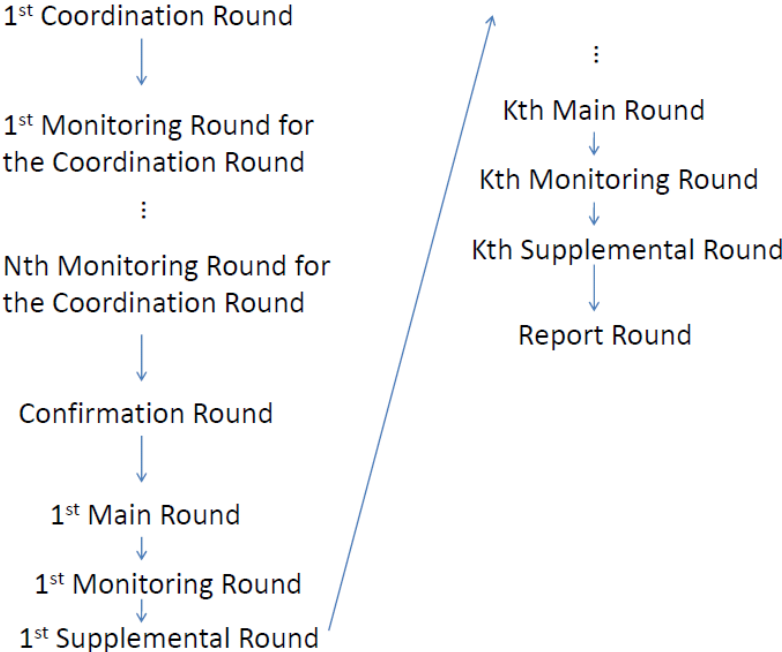 1st Coordination Round
1st Monitoring Round for
the Coordination Round
⋮
Nth Monitoring Round for
the Coordination Round
Confirmation Round
1st Main Round
1st Monitoring Round
1st Supplemental Round
⋮
Kth Main Round
Kth Monitoring Round
Kth Supplemental Round
Report Round